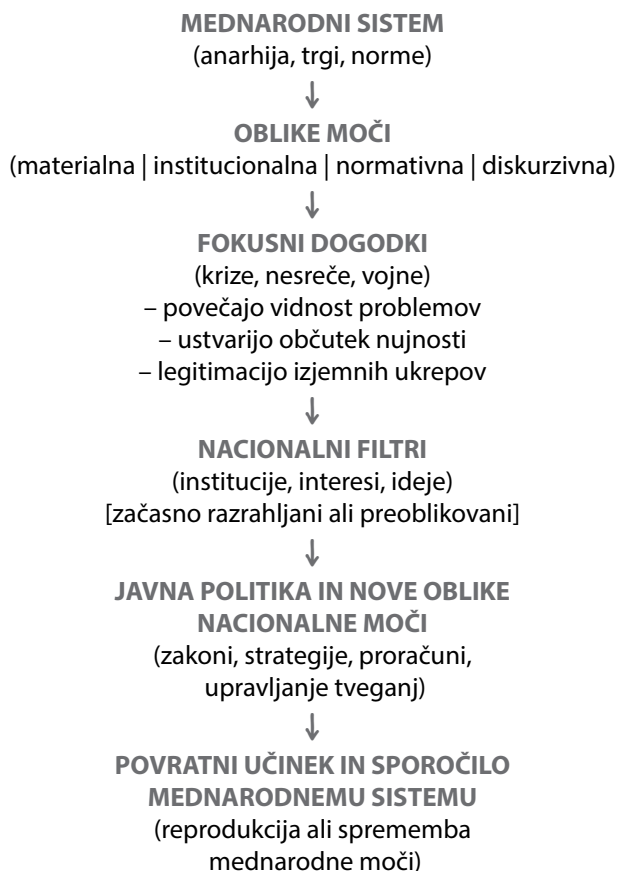 MEDNARODNI SISTEM
(anarhija, trgi, norme)
↓
OBLIKE MOČI
(materialna | institucionalna | normativna | diskurzivna)
↓
FOKUSNI DOGODKI
(krize, nesreče, vojne)
– povečajo vidnost problemov
– ustvarijo občutek nujnosti
– legitimacijo izjemnih ukrepov
↓
NACIONALNI FILTRI
(institucije, interesi, ideje)
[začasno razrahljani ali preoblikovani]
↓
JAVNA POLITIKA IN NOVE OBLIKE
NACIONALNE MOČI
(zakoni, strategije, proračuni,
upravljanje tveganj)
↓
POVRATNI UČINEK IN SPOROČILO
MEDNARODNEMU SISTEMU
(reprodukcija ali sprememba
mednarodne moči)